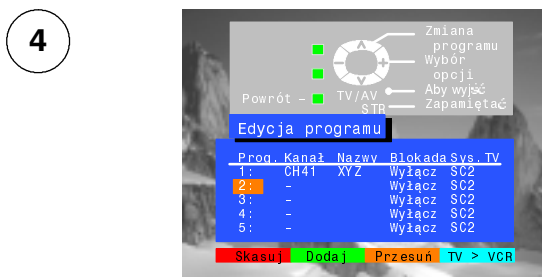 4
Zmiana
programu
Wybór
opcji
Aby wyjść
Zapamiętać
Powrót –
TV/AV
STR
Edycja programu
Prog. Kanał Nazwy Blokada Sys.TV
1: CH41 XYZ Wyłącz SC2
2: – Wyłącz SC2
3: – Wyłącz SC2
4: – Wyłącz SC2
5: – Wyłącz SC2
Skasuj Dodaj Przesuń TV > VCR